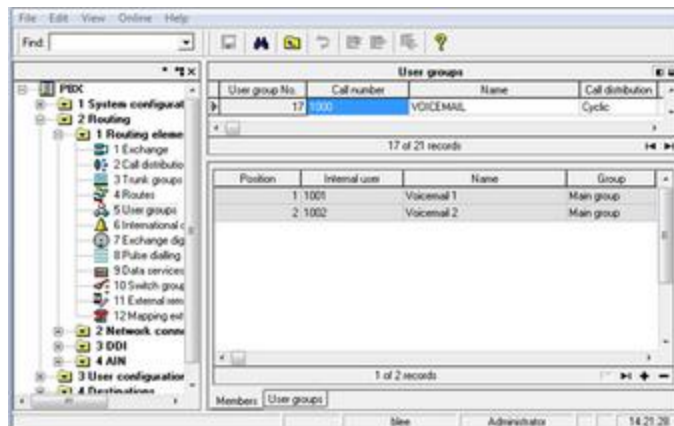 File Edit View Online Help
Find:
PBX
1 System configurat
2 Routing
1 Routing eleme
1 Exchange
2 Call distributio
3 Trunk groups
4 Routes
5 User groups
6 International c
7 Exchange dig
8 Pulse dialling
9 Data services
10 Switch group
11 External rem
12 Mapping ext
2 Network conn
3 DDI
4 AIN
3 User configuration
4 Destinations
User groups
User group No. Call number Name Call distribution
17 1000 VOICEMAIL Cyclic
17 of 21 records
Position Internal user Name Group
1 1001 Voicemail 1 Main group
2 1002 Voicemail 2 Main group
1 of 2 records
Members User groups
blee Administrator 14:21:28